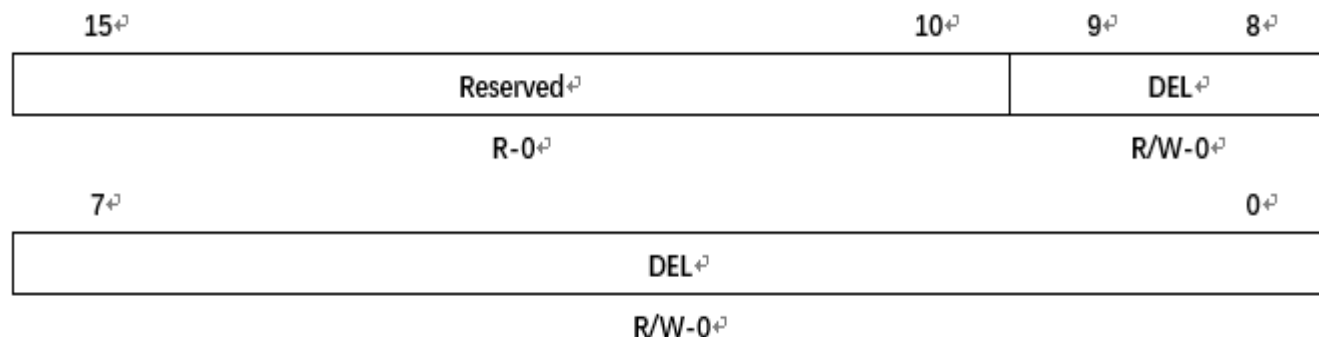 15↵ 10↵ 9↵ 8↵
Reserved↵ DEL↵
R-0↵ R/W-0↵
7↵ 0↵
DEL↵
R/W-0↵